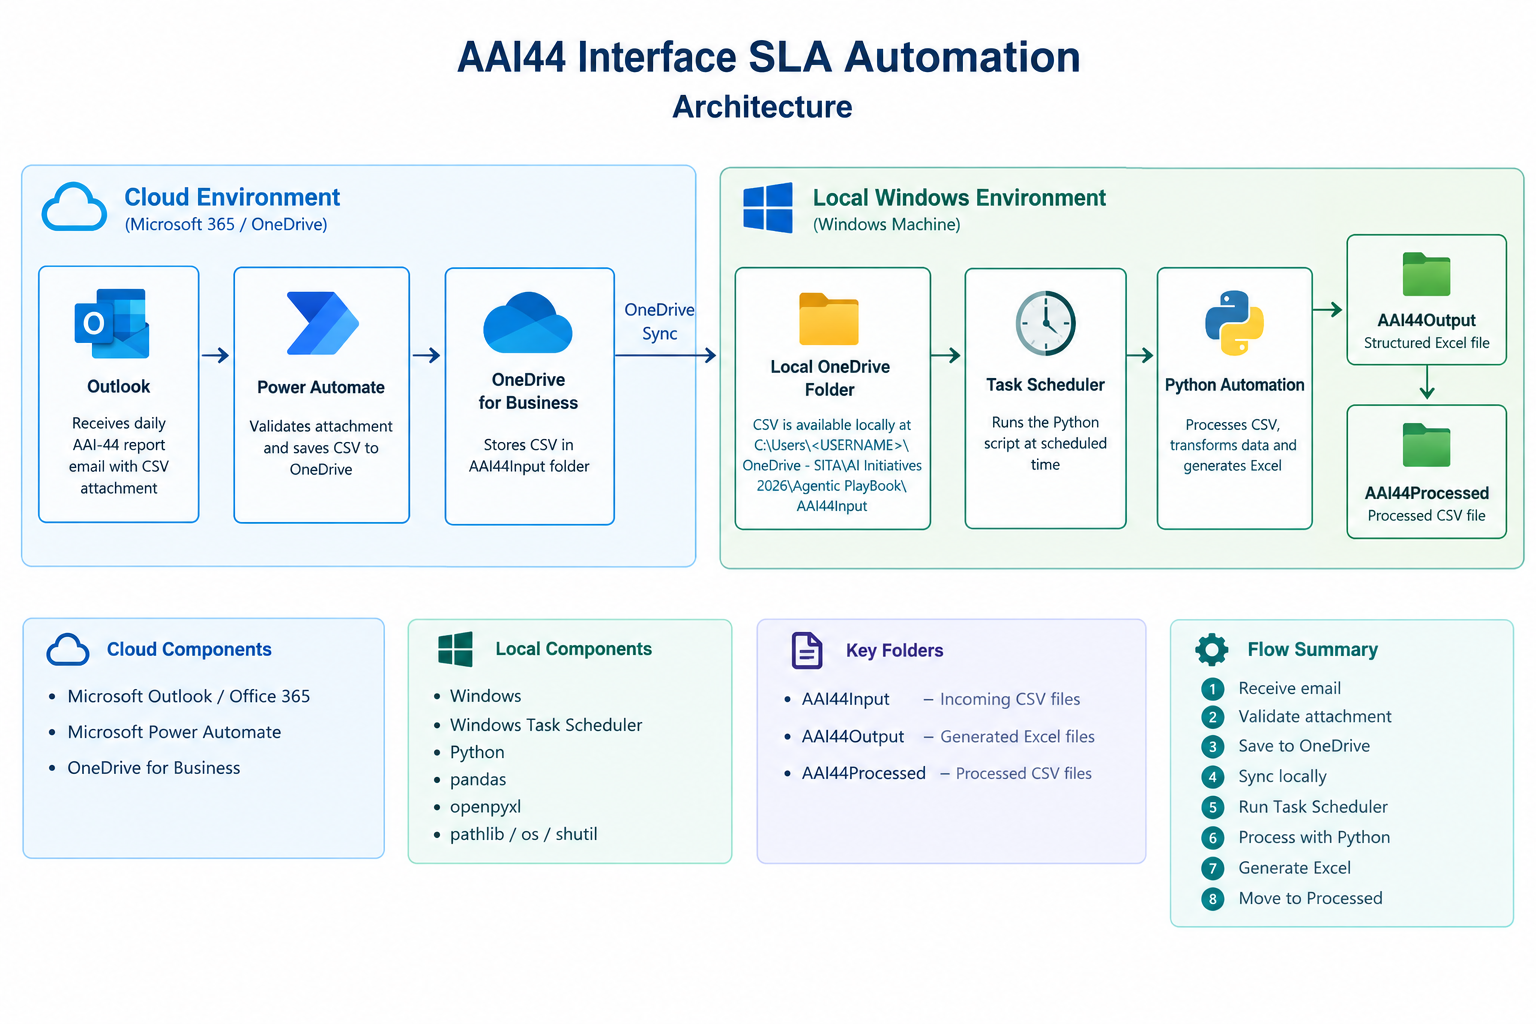 AAI44 Interface SLA Automation
Architecture
Cloud Environment
(Microsoft 365 / OneDrive)
O
Outlook
Receives daily
AAI-44 report
email with CSV
attachment
Power Automate
Validates attachment
and saves CSV to
OneDrive
OneDrive
for Business
Stores CSV in
AAI44Input folder
OneDrive
Sync
Local Windows Environment
(Windows Machine)
Local OneDrive
Folder
CSV is available locally at
C:\Users\<USERNAME>\
OneDrive - SITA\AI Initiatives
2026\Agentic PlayBook\
AAI44Input
Task Scheduler
Runs the Python
script at scheduled
time
Python Automation
Processes CSV,
transforms data and
generates Excel
AAI44Output
Structured Excel file
AAI44Processed
Processed CSV file
Cloud Components
• Microsoft Outlook / Office 365
• Microsoft Power Automate
• OneDrive for Business
Local Components
• Windows
• Windows Task Scheduler
• Python
• pandas
• openpyxl
• pathlib / os / shutil
Key Folders
• AAI44Input – Incoming CSV files
• AAI44Output – Generated Excel files
• AAI44Processed – Processed CSV files
Flow Summary
1 Receive email
2 Validate attachment
3 Save to OneDrive
4 Sync locally
5 Run Task Scheduler
6 Process with Python
7 Generate Excel
8 Move to Processed